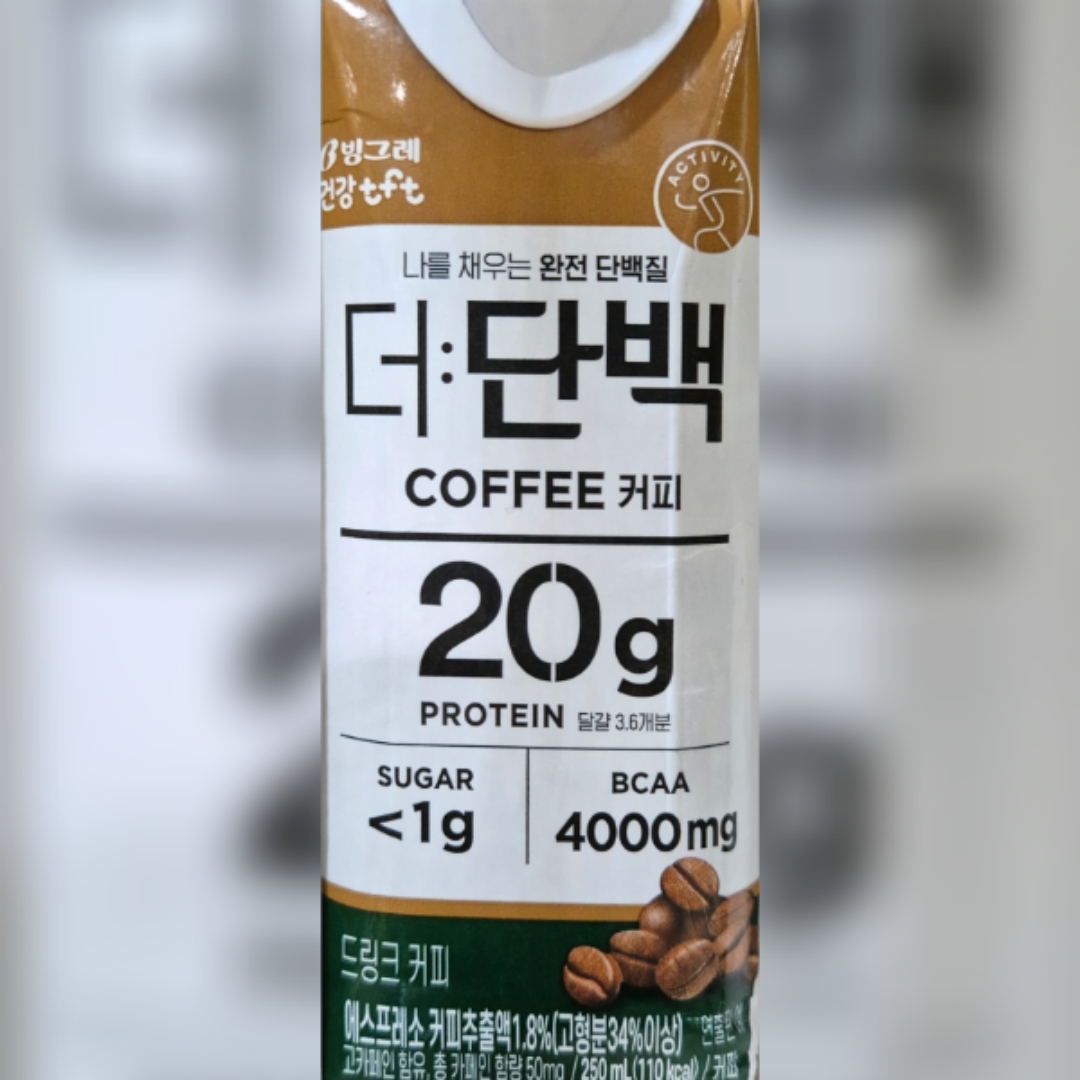 빙그레
건강 tft
ACTIVITY
나를 채우는 완전 단백질
더:단백
COFFEE 커피
20g
PROTEIN 달걀 3.6개분
SUGAR
<1g
BCAA
4000mg
드링크 커피
에스프레소 커피추출액1.8%(고형분34%이상)
고카페인 함유, 총 카페인 함량 50mg / 250 mL(110 kcal) / 커피